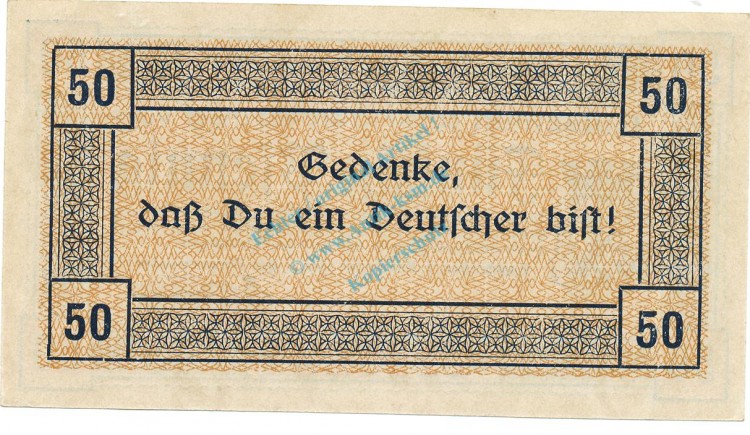 50 50
Gedenke,
daß Du ein Deutscher bist!
50 50